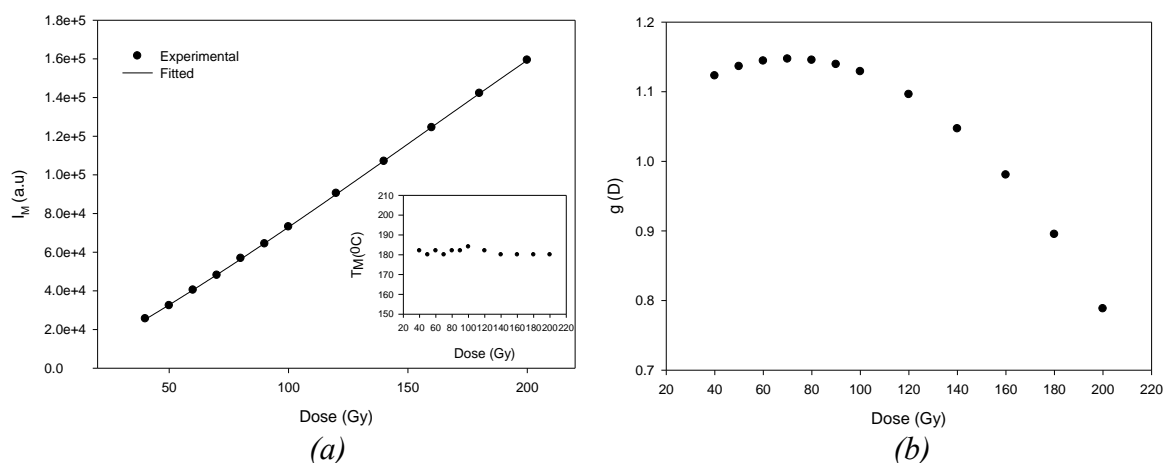 1.8e+5
1.6e+5
1.4e+5
1.2e+5
1.0e+5
8.0e+4
6.0e+4
4.0e+4
2.0e+4
0.0
I_M (a.u)
Experimental
Fitted
50 100 150 200
Dose (Gy)
210
200
190
180
170
160
150
T_M(⁰C)
20 40 60 80 100 120 140 160 180 200 220
Dose (Gy)
(a)
1.2
1.1
1.0
0.9
0.8
0.7
g (D)
20 40 60 80 100 120 140 160 180 200 220
Dose (Gy)
(b)